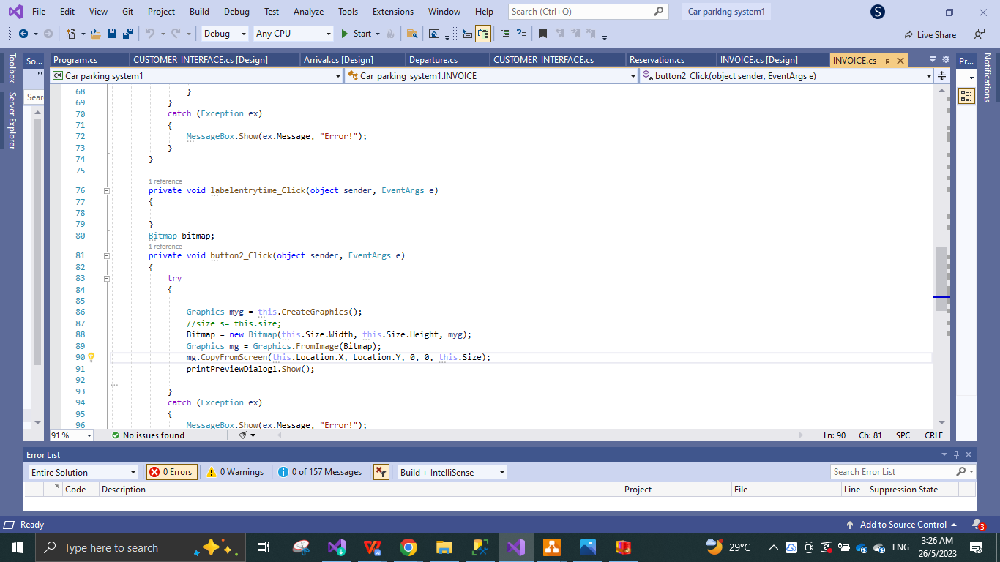 File Edit View Git Project Build Debug Test Analyze Tools Extensions Window Help Search (Ctrl+Q) Car parking system1 S
Debug Any CPU Start Live Share
Toolbox
Server Explorer
So...
Sear
Program.cs CUSTOMER_INTERFACE.cs [Design] Arrival.cs [Design] Departure.cs CUSTOMER_INTERFACE.cs Reservation.cs INVOICE.cs [Design] INVOICE.cs
Pr...
Notifications
C# Car parking system1 Car_parking_system1.INVOICE button2_Click(object sender, EventArgs e)
68 }
69 }
70 catch (Exception ex)
71 {
72 MessageBox.Show(ex.Message, "Error!");
73 }
74 }
75
1 reference
76 private void labelentrytime_Click(object sender, EventArgs e)
77 {
78
79 }
80 Bitmap bitmap;
1 reference
81 private void button2_Click(object sender, EventArgs e)
82 {
83 try
84 {
85
86 Graphics myg = this.CreateGraphics();
87 //size s= this.size;
88 Bitmap = new Bitmap(this.Size.Width, this.Size.Height, myg);
89 Graphics mg = Graphics.FromImage(Bitmap);
90 mg.CopyFromScreen(this.Location.X, Location.Y, 0, 0, this.Size);
91 printPreviewDialog1.Show();
92
93 }
94 catch (Exception ex)
95 {
96 MessageBox.Show(ex.Message, "Error!");
91 % No issues found Ln: 90 Ch: 81 SPC CRLF
Error List
Entire Solution 0 Errors 0 Warnings 0 of 157 Messages Build + IntelliSense Search Error List
Code Description Project File Line Suppression State
Ready Add to Source Control 3
Type here to search 29°C ENG 3:26 AM
26/5/2023